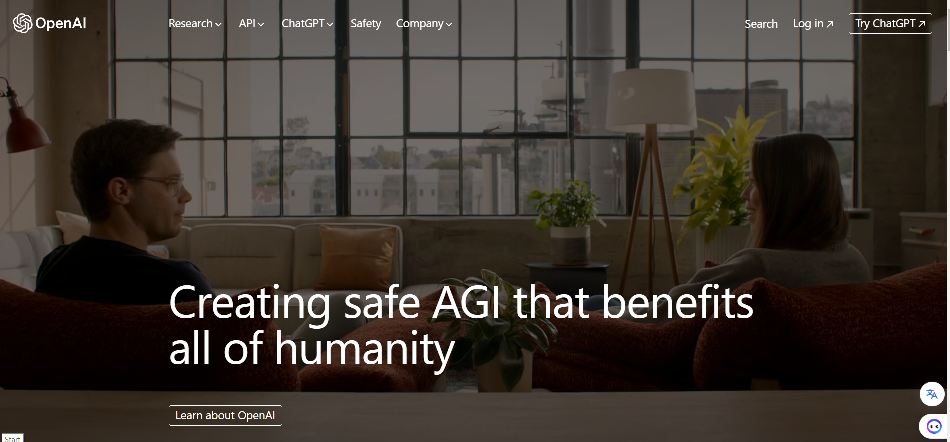 OpenAI
Research
API
ChatGPT
Safety
Company
Search
Log in
Try ChatGPT
Creating safe AGI that benefits
all of humanity
Learn about OpenAI
Start